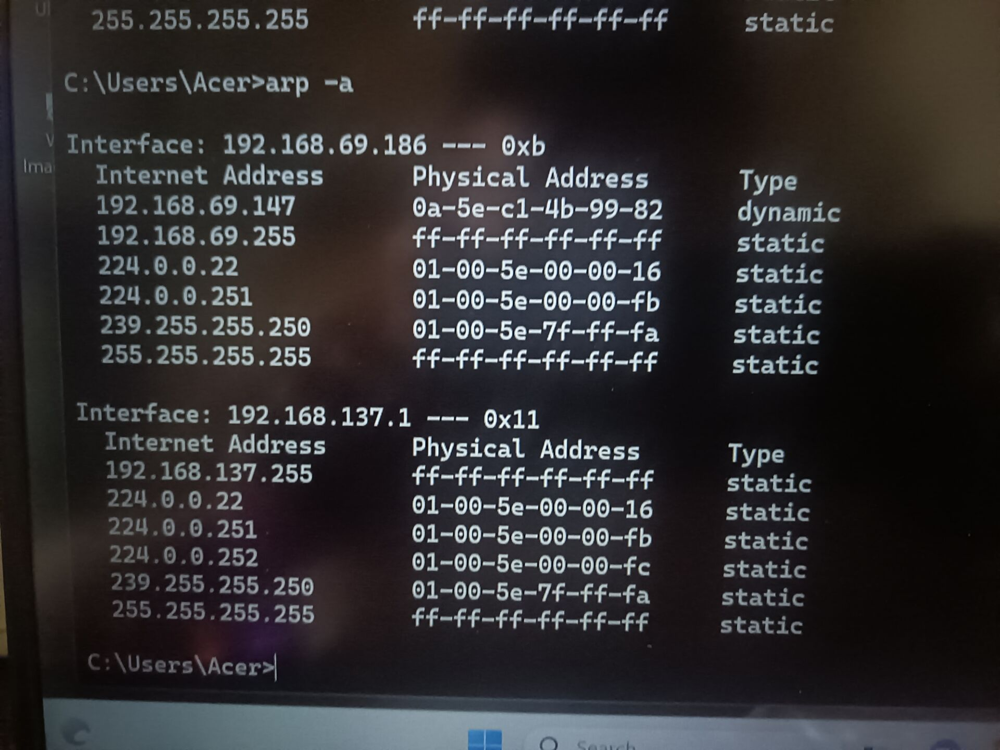 255.255.255.255 ff-ff-ff-ff-ff-ff static
C:\Users\Acer>arp -a
Interface: 192.168.69.186 --- 0xb
Internet Address Physical Address Type
192.168.69.147 0a-5e-c1-4b-99-82 dynamic
192.168.69.255 ff-ff-ff-ff-ff-ff static
224.0.0.22 01-00-5e-00-00-16 static
224.0.0.251 01-00-5e-00-00-fb static
239.255.255.250 01-00-5e-7f-ff-fa static
255.255.255.255 ff-ff-ff-ff-ff-ff static
Interface: 192.168.137.1 --- 0x11
Internet Address Physical Address Type
192.168.137.255 ff-ff-ff-ff-ff-ff static
224.0.0.22 01-00-5e-00-00-16 static
224.0.0.251 01-00-5e-00-00-fb static
224.0.0.252 01-00-5e-00-00-fc static
239.255.255.250 01-00-5e-7f-ff-fa static
255.255.255.255 ff-ff-ff-ff-ff-ff static
C:\Users\Acer>
Search